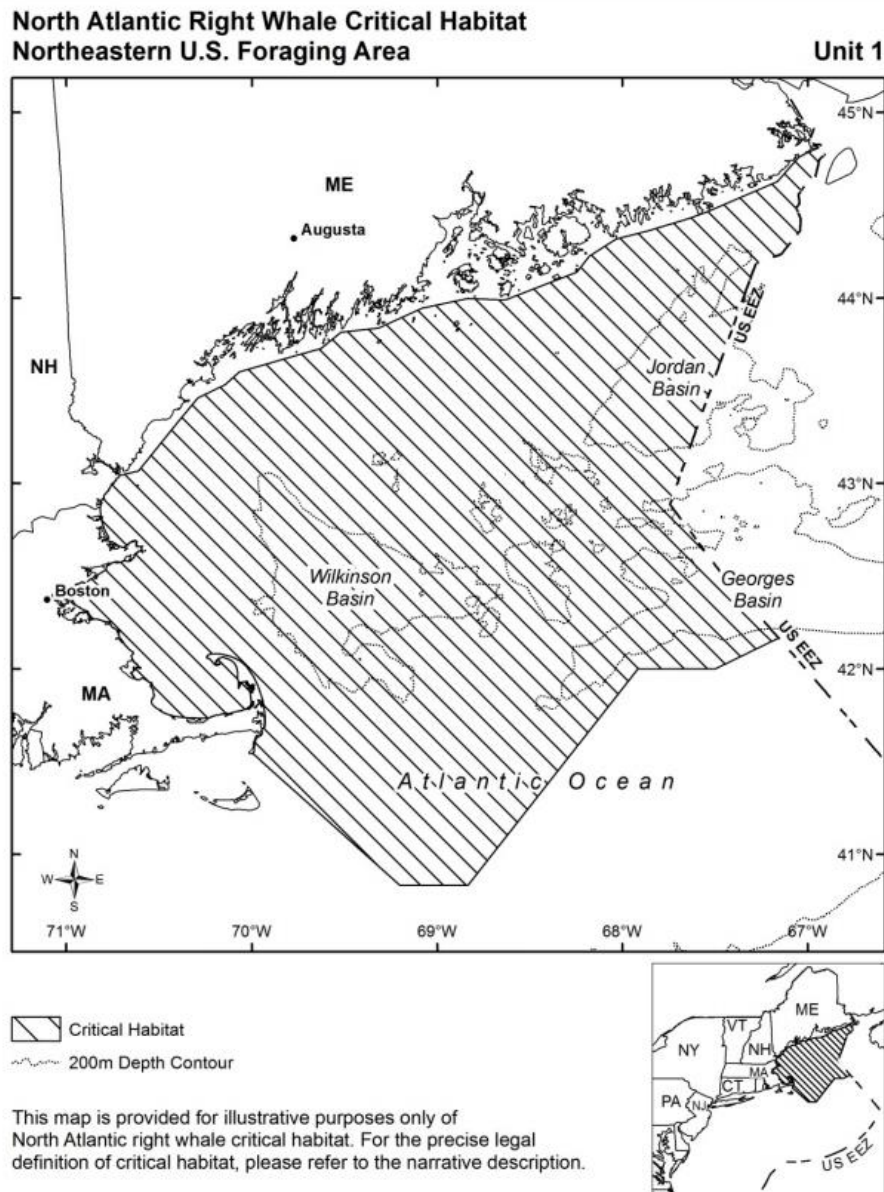 North Atlantic Right Whale Critical Habitat
Northeastern U.S. Foraging Area
Unit 1
45°N
ME
Augusta
44°N
US EEZ
NH
Jordan
Basin
43°N
Wilkinson
Basin
Georges
Basin
Boston
US EEZ
42°N
MA
Atlantic Ocean
41°N
N
W E
S
71°W 70°W 69°W 68°W 67°W
Critical Habitat
200m Depth Contour
ME
VT
NY
NH
MA
CT
PA
NJ
US EEZ
This map is provided for illustrative purposes only of
North Atlantic right whale critical habitat. For the precise legal
definition of critical habitat, please refer to the narrative description.